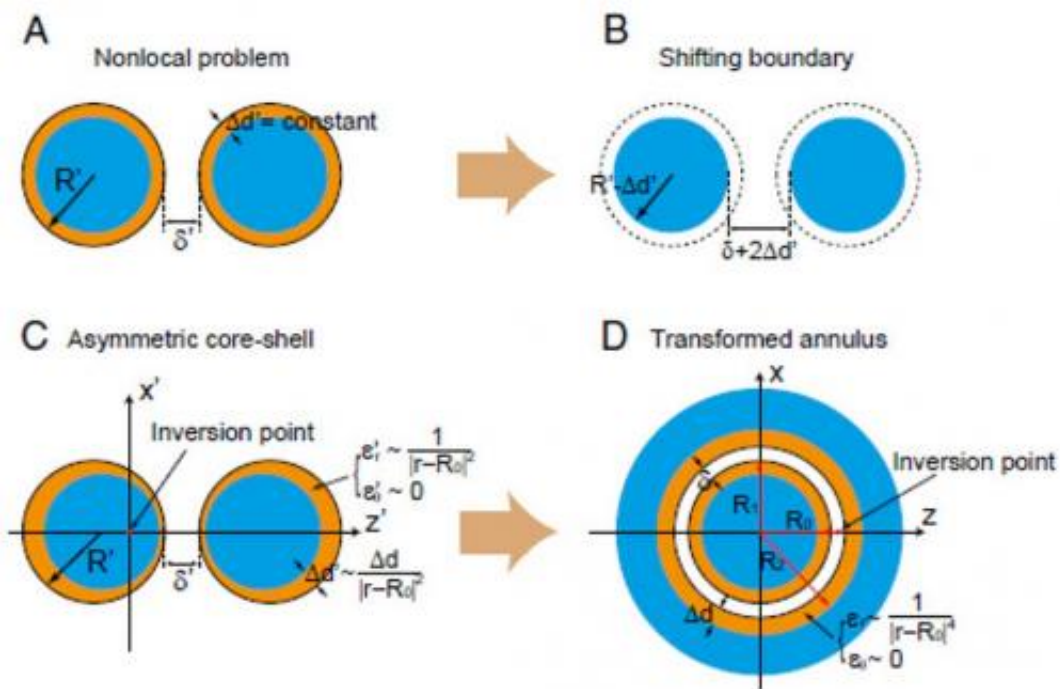 A
Nonlocal problem
Δd'= constant
R'
δ'
B
Shifting boundary
R'-Δd'
δ+2Δd'
C Asymmetric core-shell
x'
Inversion point
ε'r ~ 1/|r-R₀|²
ε'θ ~ 0
z'
R'
δ'
Δd' ~ Δd/|r-R₀|²
D Transformed annulus
x
Inversion point
δ
R₁
R₀
z
R₂
Δd
εr ~ 1/|r-R₀|⁴
εθ ~ 0